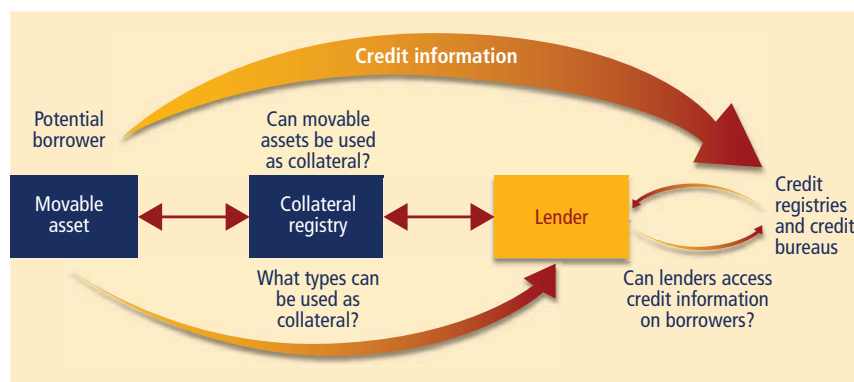 Credit information
Potential
borrower
Can movable
assets be used
as collateral?
Movable
asset
Collateral
registry
Lender
Credit
registries
and credit
bureaus
What types can
be used as
collateral?
Can lenders access
credit information
on borrowers?